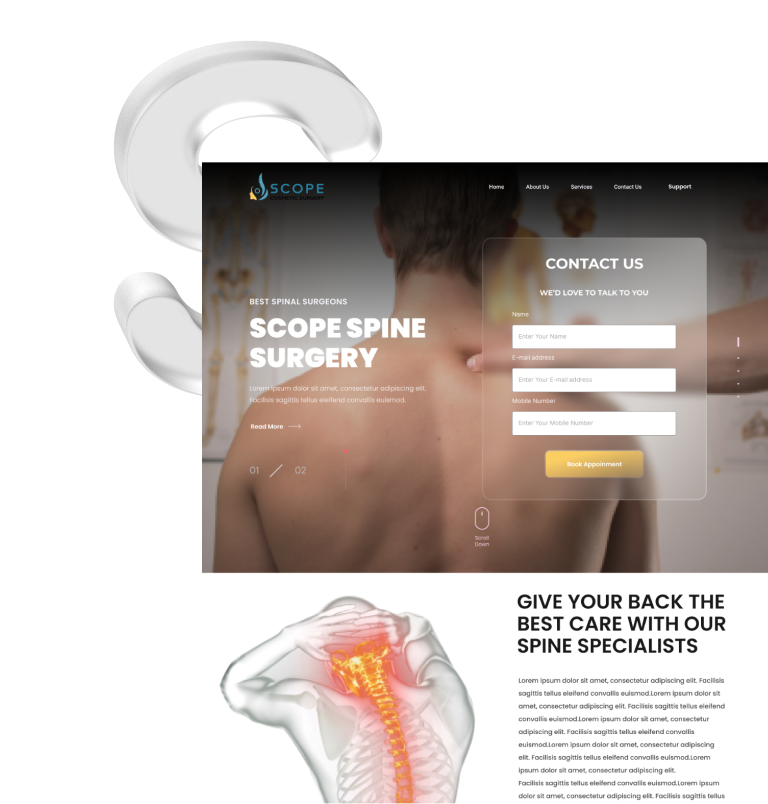 SCOPE
COSMETIC SURGERY
Home
About Us
Services
Contact Us
Support
BEST SPINAL SURGEONS
SCOPE SPINE
SURGERY
Lorem ipsum dolor sit amet, consectetur adipiscing elit.
Facilisis sagittis tellus eleifend convallis euismod.
Read More
01
02
CONTACT US
WE'D LOVE TO TALK TO YOU
Name
Enter Your Name
E-mail address
Enter Your E-mail address
Mobile Number
Enter Your Mobile Number
Book Appoinment
Scroll
Down
GIVE YOUR BACK THE
BEST CARE WITH OUR
SPINE SPECIALISTS
Lorem ipsum dolor sit amet, consectetur adipiscing elit. Facilisis
sagittis tellus eleifend convallis euismod.Lorem ipsum dolor sit
amet, consectetur adipiscing elit. Facilisis sagittis tellus eleifend
convallis euismod.Lorem ipsum dolor sit amet, consectetur
adipiscing elit. Facilisis sagittis tellus eleifend convallis
euismod.Lorem ipsum dolor sit amet, consectetur adipiscing
elit. Facilisis sagittis tellus eleifend convallis euismod.Lorem
ipsum dolor sit amet, consectetur adipiscing elit.
Facilisis sagittis tellus eleifend convallis euismod.Lorem ipsum
dolor sit amet, consectetur adipiscing elit. Facilisis sagittis tellus